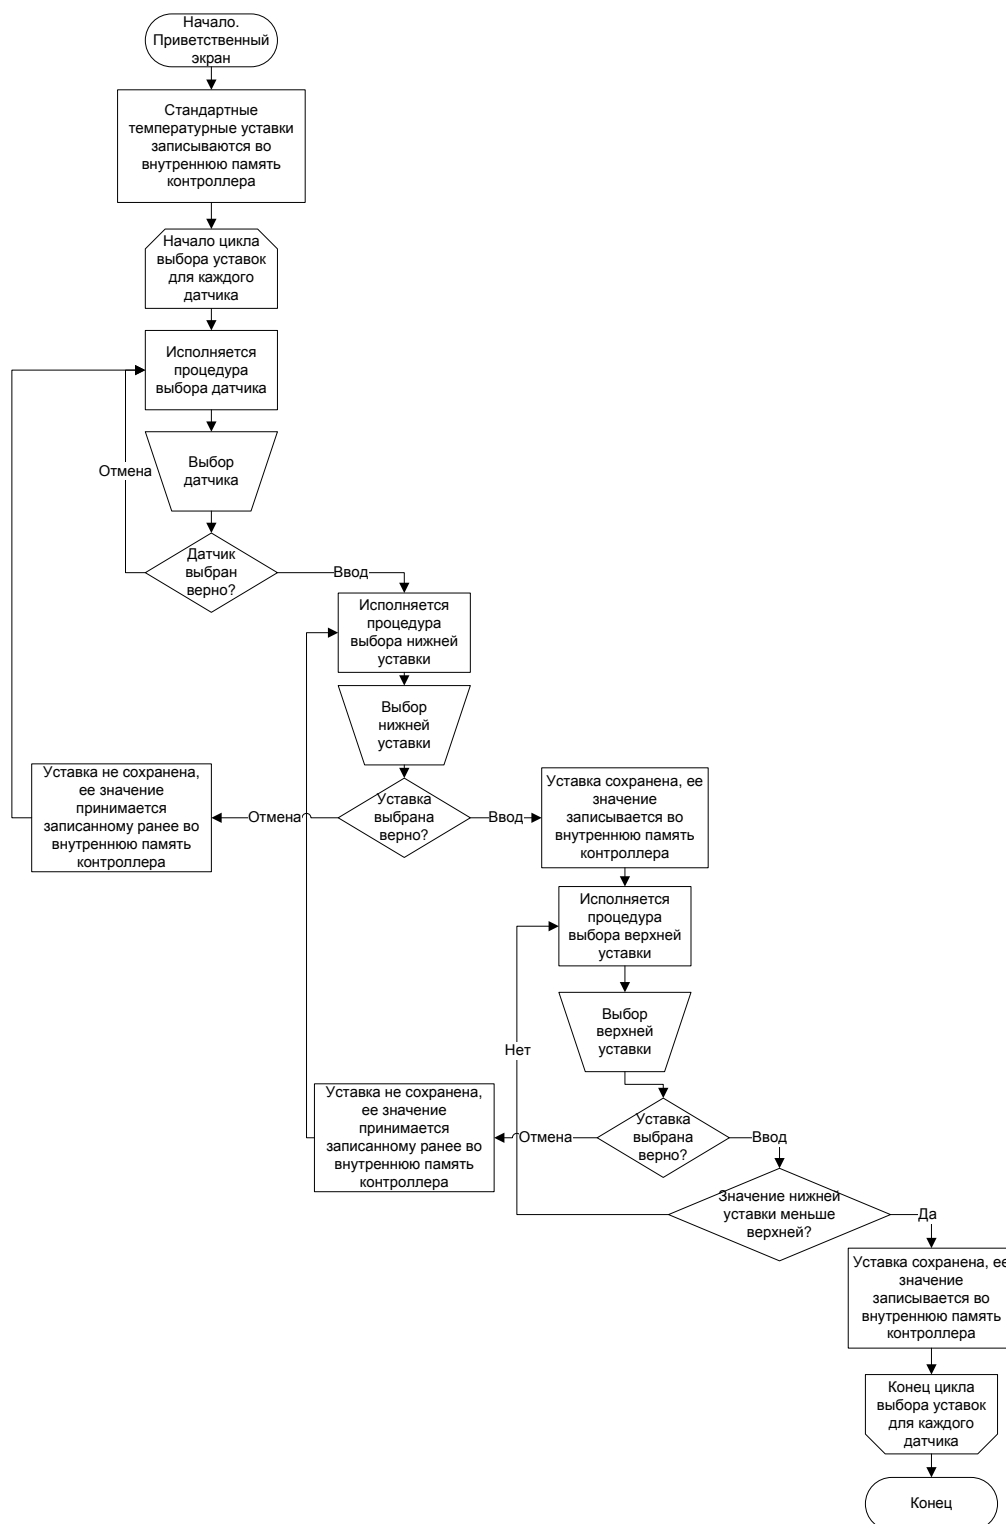 Начало.
Приветственный
экран
Стандартные
температурные уставки
записываются во
внутреннюю память
контроллера
Начало цикла
выбора уставок
для каждого
датчика
Исполняется
процедура
выбора датчика
Выбор
датчика
Отмена
Датчик
выбран
верно?
Ввод
Исполняется
процедура
выбора нижней
уставки
Выбор
нижней
уставки
Уставка не сохранена,
ее значение
принимается
записанному ранее во
внутреннюю память
контроллера
Отмена
Уставка
выбрана
верно?
Ввод
Уставка сохранена, ее
значение
записывается во
внутреннюю память
контроллера
Исполняется
процедура
выбора верхней
уставки
Выбор
верхней
уставки
Нет
Уставка не сохранена,
ее значение
принимается
записанному ранее во
внутреннюю память
контроллера
Отмена
Уставка
выбрана
верно?
Ввод
Значение нижней
уставки меньше
верхней?
Да
Уставка сохранена, ее
значение
записывается во
внутреннюю память
контроллера
Конец цикла
выбора уставок
для каждого
датчика
Конец